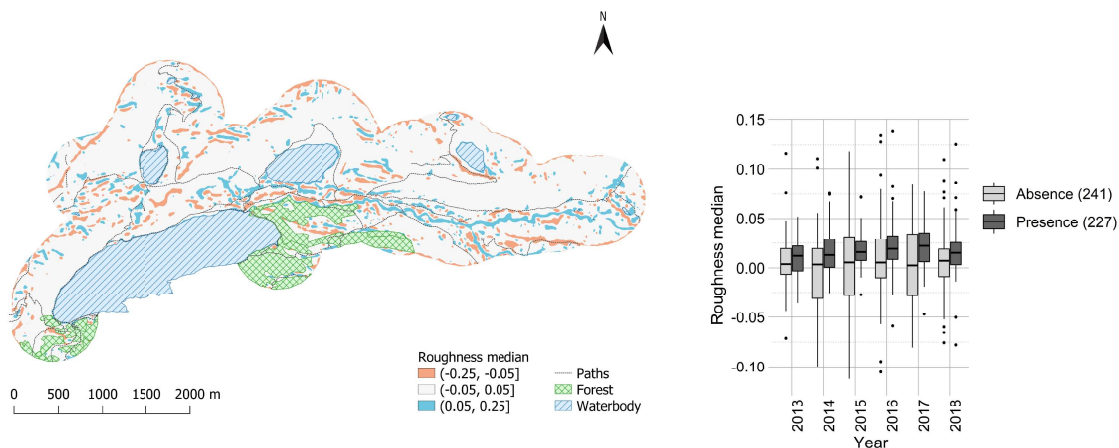 N
Roughness median
(-0.25, -0.05]
(-0.05, 0.05]
(0.05, 0.25]
Paths
Forest
Waterbody
0 500 1000 1500 2000 m
Roughness median
0.15
0.10
0.05
0.00
-0.05
-0.10
2013
2014
2015
2016
2017
2018
Year
Absence (241)
Presence (227)